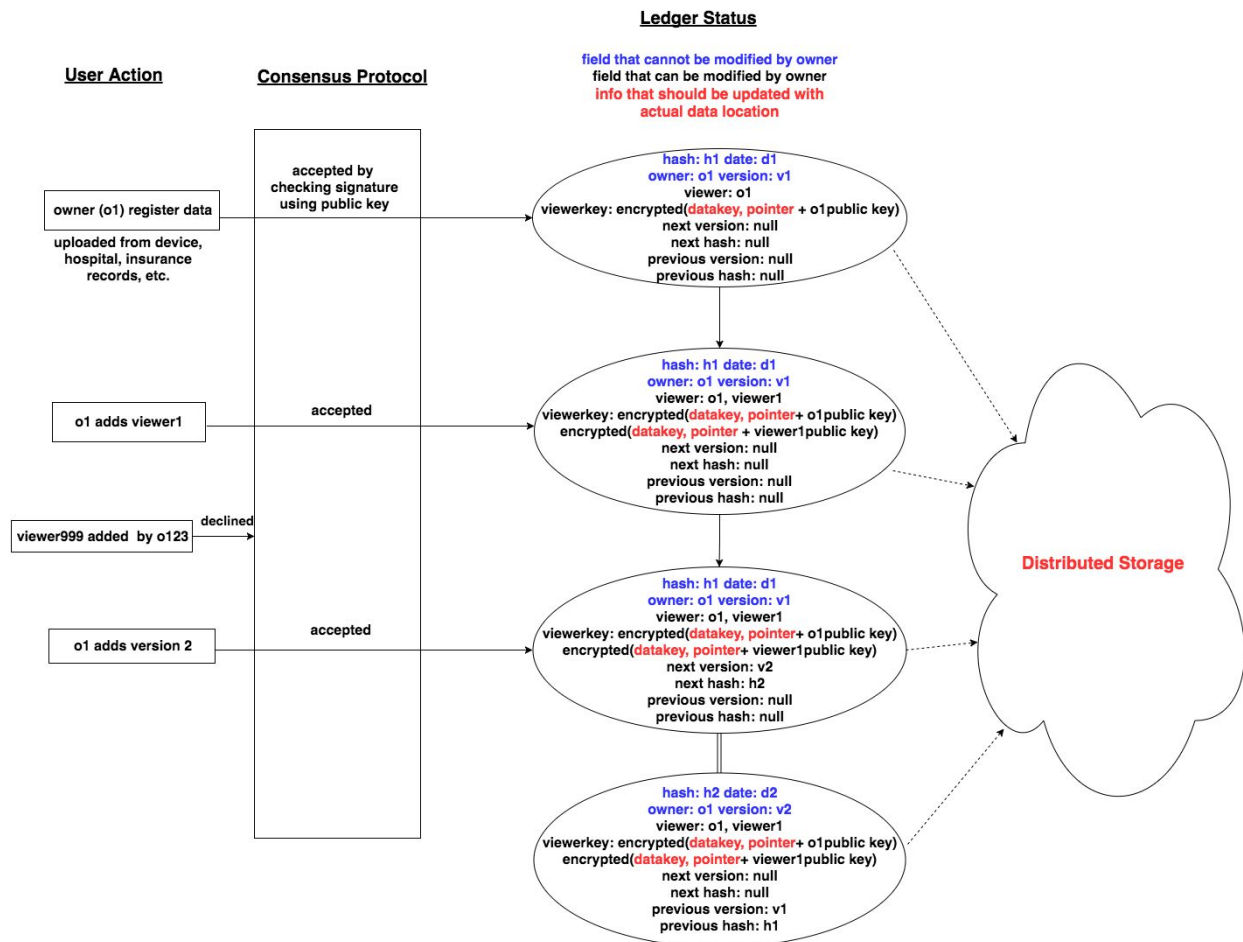 Ledger Status
User Action
Consensus Protocol
field that cannot be modified by owner
field that can be modified by owner
info that should be updated with
actual data location
owner (o1) register data
uploaded from device,
hospital, insurance
records, etc.
accepted by
checking signature
using public key
hash: h1 date: d1
owner: o1 version: v1
viewer: o1
viewerkey: encrypted(datakey, pointer + o1public key)
next version: null
next hash: null
previous version: null
previous hash: null
o1 adds viewer1
accepted
hash: h1 date: d1
owner: o1 version: v1
viewer: o1, viewer1
viewerkey: encrypted(datakey, pointer+ o1public key)
encrypted(datakey, pointer + viewer1public key)
next version: null
next hash: null
previous version: null
previous hash: null
viewer999 added  by o123
declined
Distributed Storage
o1 adds version 2
accepted
hash: h1 date: d1
owner: o1 version: v1
viewer: o1, viewer1
viewerkey: encrypted(datakey, pointer+ o1public key)
encrypted(datakey, pointer+ viewer1public key)
next version: v2
next hash: h2
previous version: null
previous hash: null
hash: h2 date: d2
owner: o1 version: v2
viewer: o1, viewer1
viewerkey: encrypted(datakey, pointer+ o1public key)
encrypted(datakey, pointer+ viewer1public key)
next version: null
next hash: null
previous version: v1
previous hash: h1